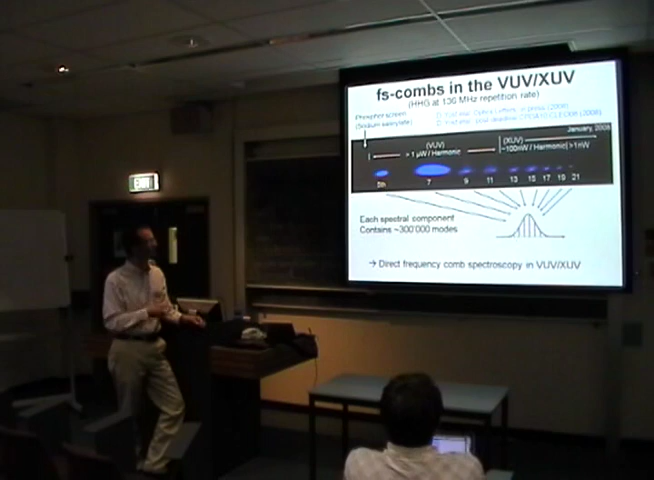 fs-combs in the VUV/XUV
(HHG at 136 MHz repetition rate)
Phosphor screen
(Sodium salicylate)
January, 2008
(VUV)
> 1 μW / Harmonic
(XUV)
~100nW / Harmonic
>1mW
5th 7 9 11 13 15 17 19 21
Each spectral component
Contains ~300'000 modes
→ Direct frequency comb spectroscopy in VUV/XUV